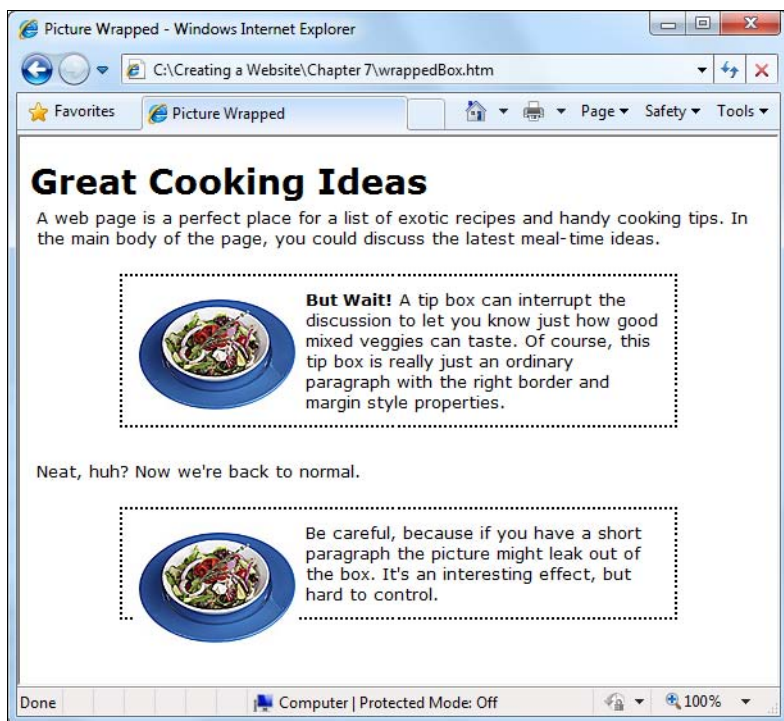 Picture Wrapped - Windows Internet Explorer
C:\Creating a Website\Chapter 7\wrappedBox.htm
Favorites
Picture Wrapped
Page
Safety
Tools
Great Cooking Ideas
A web page is a perfect place for a list of exotic recipes and handy cooking tips. In
the main body of the page, you could discuss the latest meal-time ideas.
But Wait! A tip box can interrupt the
discussion to let you know just how good
mixed veggies can taste. Of course, this
tip box is really just an ordinary
paragraph with the right border and
margin style properties.
Neat, huh? Now we're back to normal.
Be careful, because if you have a short
paragraph the picture might leak out of
the box. It's an interesting effect, but
hard to control.
Done
Computer | Protected Mode: Off
100%